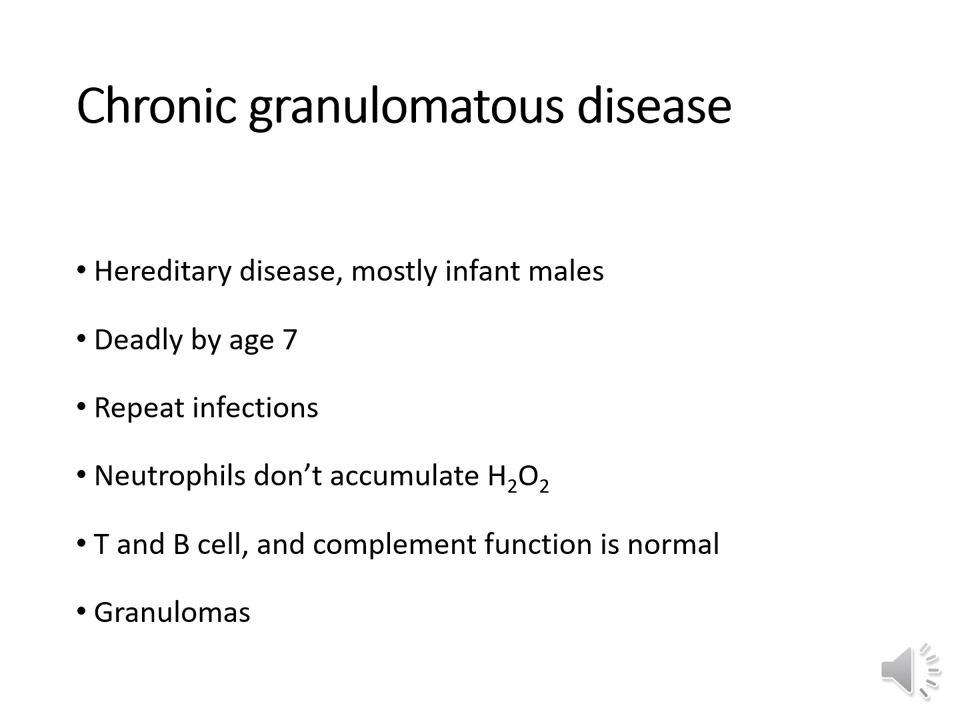 Chronic granulomatous disease
• Hereditary disease, mostly infant males
• Deadly by age 7
• Repeat infections
• Neutrophils don’t accumulate H₂O₂
• T and B cell, and complement function is normal
• Granulomas